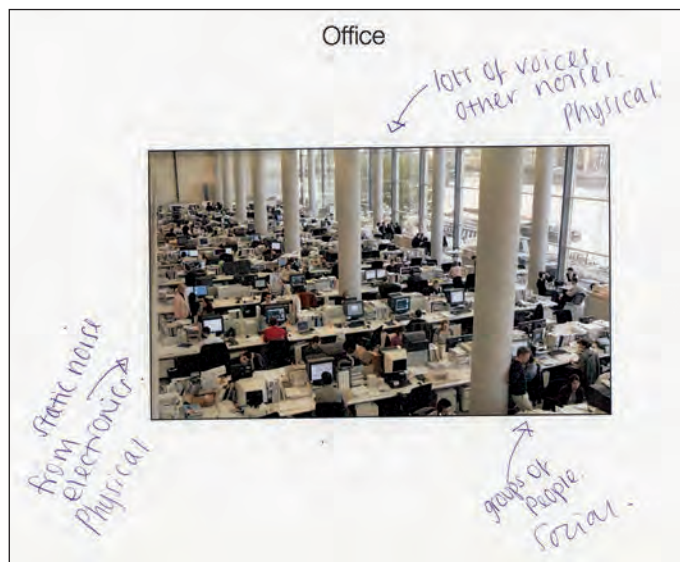 Office
lots of voices
other noises.
Physical.
static noise
from electronics
Physical
groups of
People.
Social.